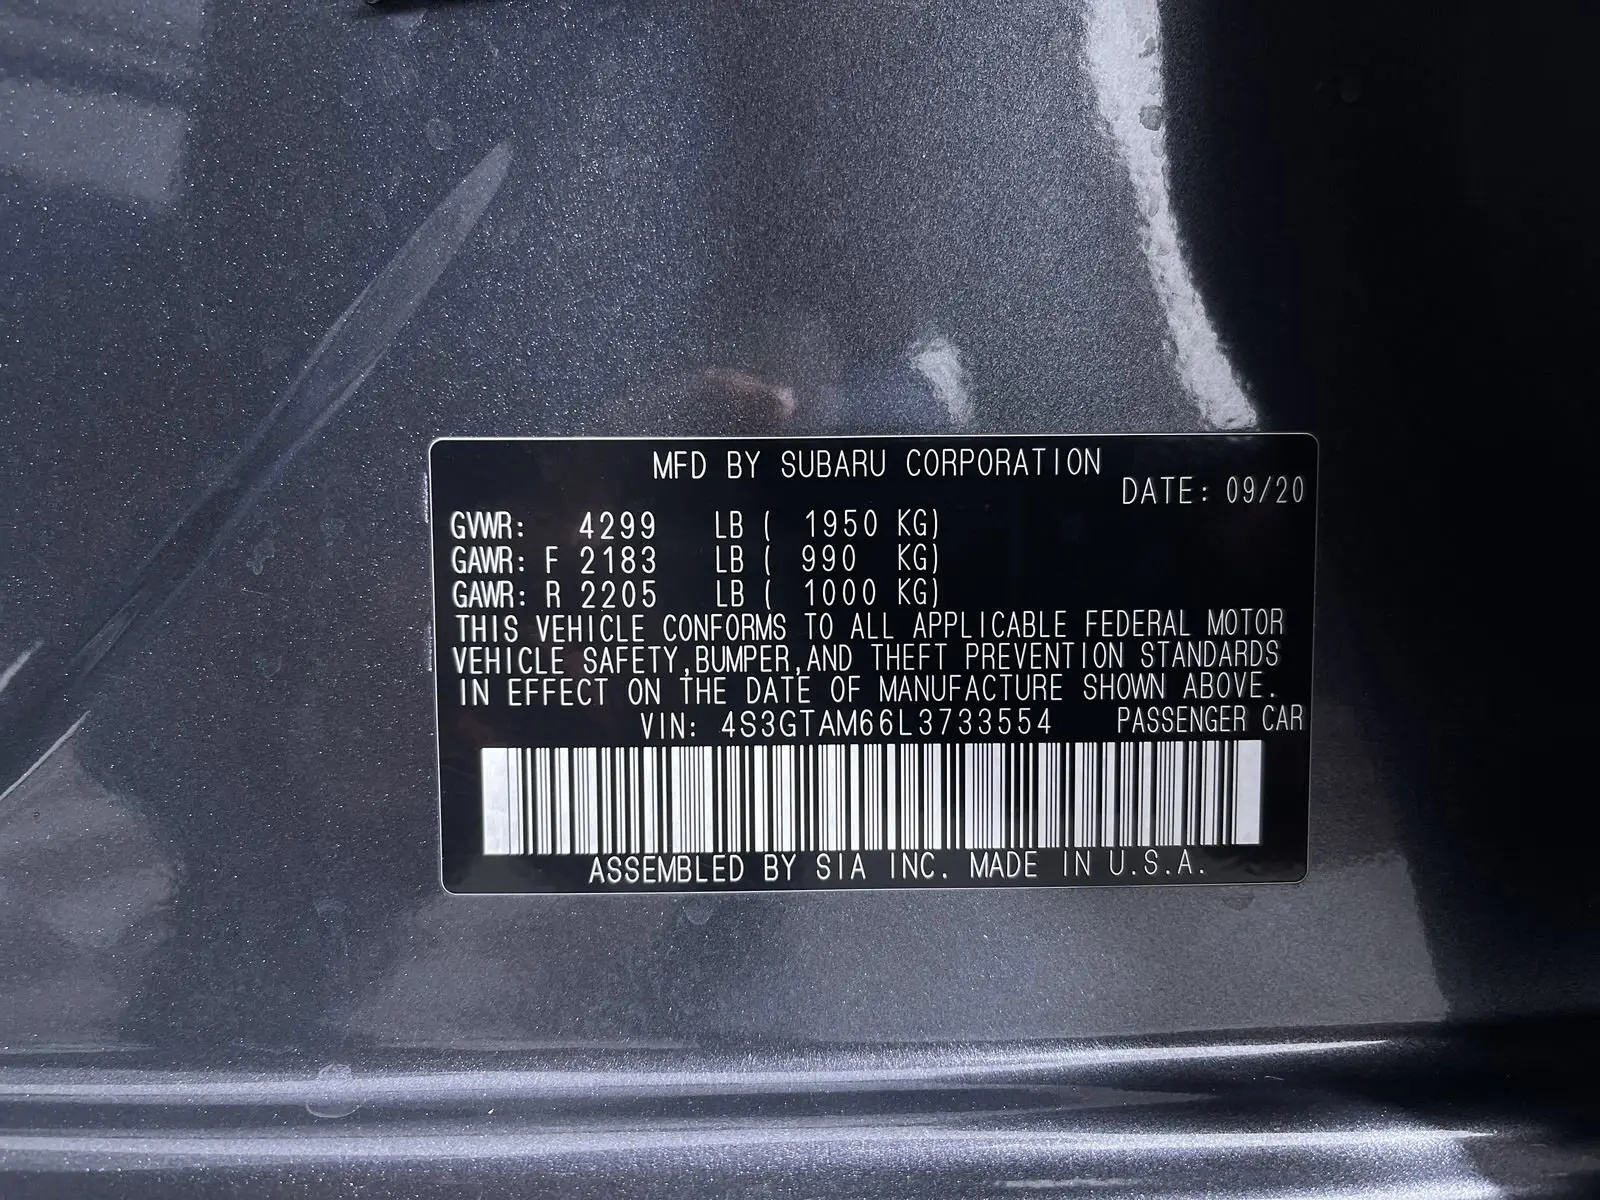 MFD BY SUBARU CORPORATION
DATE: 09/20
GVWR: 4299 LB ( 1950 KG)
GAWR: F 2183 LB ( 990 KG)
GAWR: R 2205 LB ( 1000 KG)
THIS VEHICLE CONFORMS TO ALL APPLICABLE FEDERAL MOTOR
VEHICLE SAFETY,BUMPER,AND THEFT PREVENTION STANDARDS
IN EFFECT ON THE DATE OF MANUFACTURE SHOWN ABOVE.
VIN: 4S3GTAM66L3733554 PASSENGER CAR
ASSEMBLED BY SIA INC. MADE IN U.S.A.